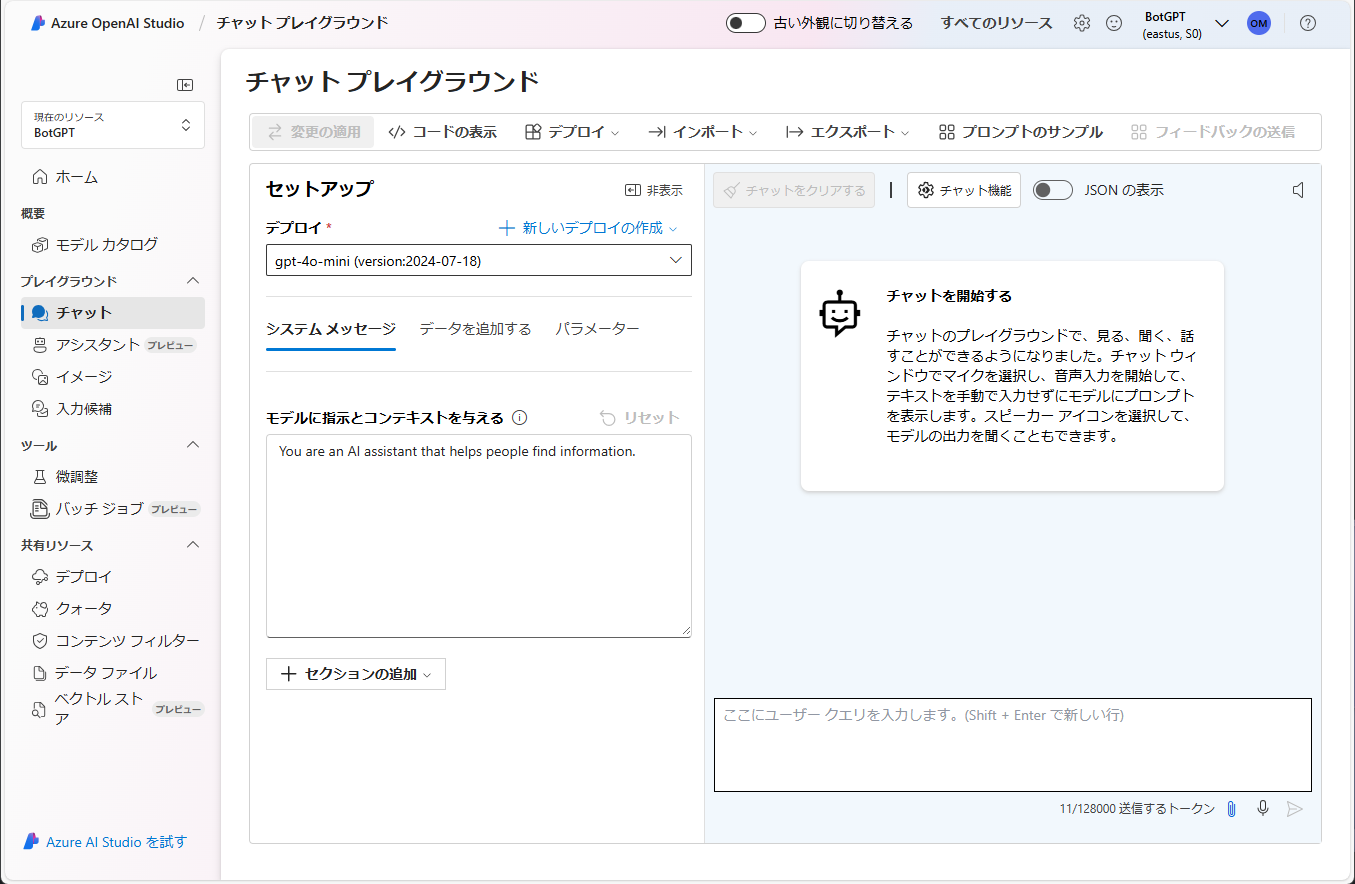 Azure OpenAI Studio / チャット プレイグラウンド
古い外観に切り替える
すべてのリソース
BotGPT
(eastus, S0)
OM
現在のリソース
BotGPT
ホーム
概要
モデル カタログ
プレイグラウンド
チャット
アシスタント プレビュー
イメージ
入力候補
ツール
微調整
バッチ ジョブ プレビュー
共有リソース
デプロイ
クォータ
コンテンツ フィルター
データ ファイル
ベクトル スト
ア
プレビュー
Azure AI Studio を試す
チャット プレイグラウンド
変更の適用
コードの表示
デプロイ
インポート
エクスポート
プロンプトのサンプル
フィードバックの送信
セットアップ
非表示
デプロイ *
新しいデプロイの作成
gpt-4o-mini (version:2024-07-18)
システム メッセージ
データを追加する
パラメーター
モデルに指示とコンテキストを与える
リセット
You are an AI assistant that helps people find information.
セクションの追加
チャットをクリアする
チャット機能
JSON の表示
チャットを開始する
チャットのプレイグラウンドで、見る、聞く、話
すことができるようになりました。チャット ウィ
ンドウでマイクを選択し、音声入力を開始して、
テキストを手動で入力せずにモデルにプロンプト
を表示します。スピーカー アイコンを選択して、
モデルの出力を聞くこともできます。
ここにユーザー クエリを入力します。(Shift + Enter で新しい行)
11/128000 送信するトークン